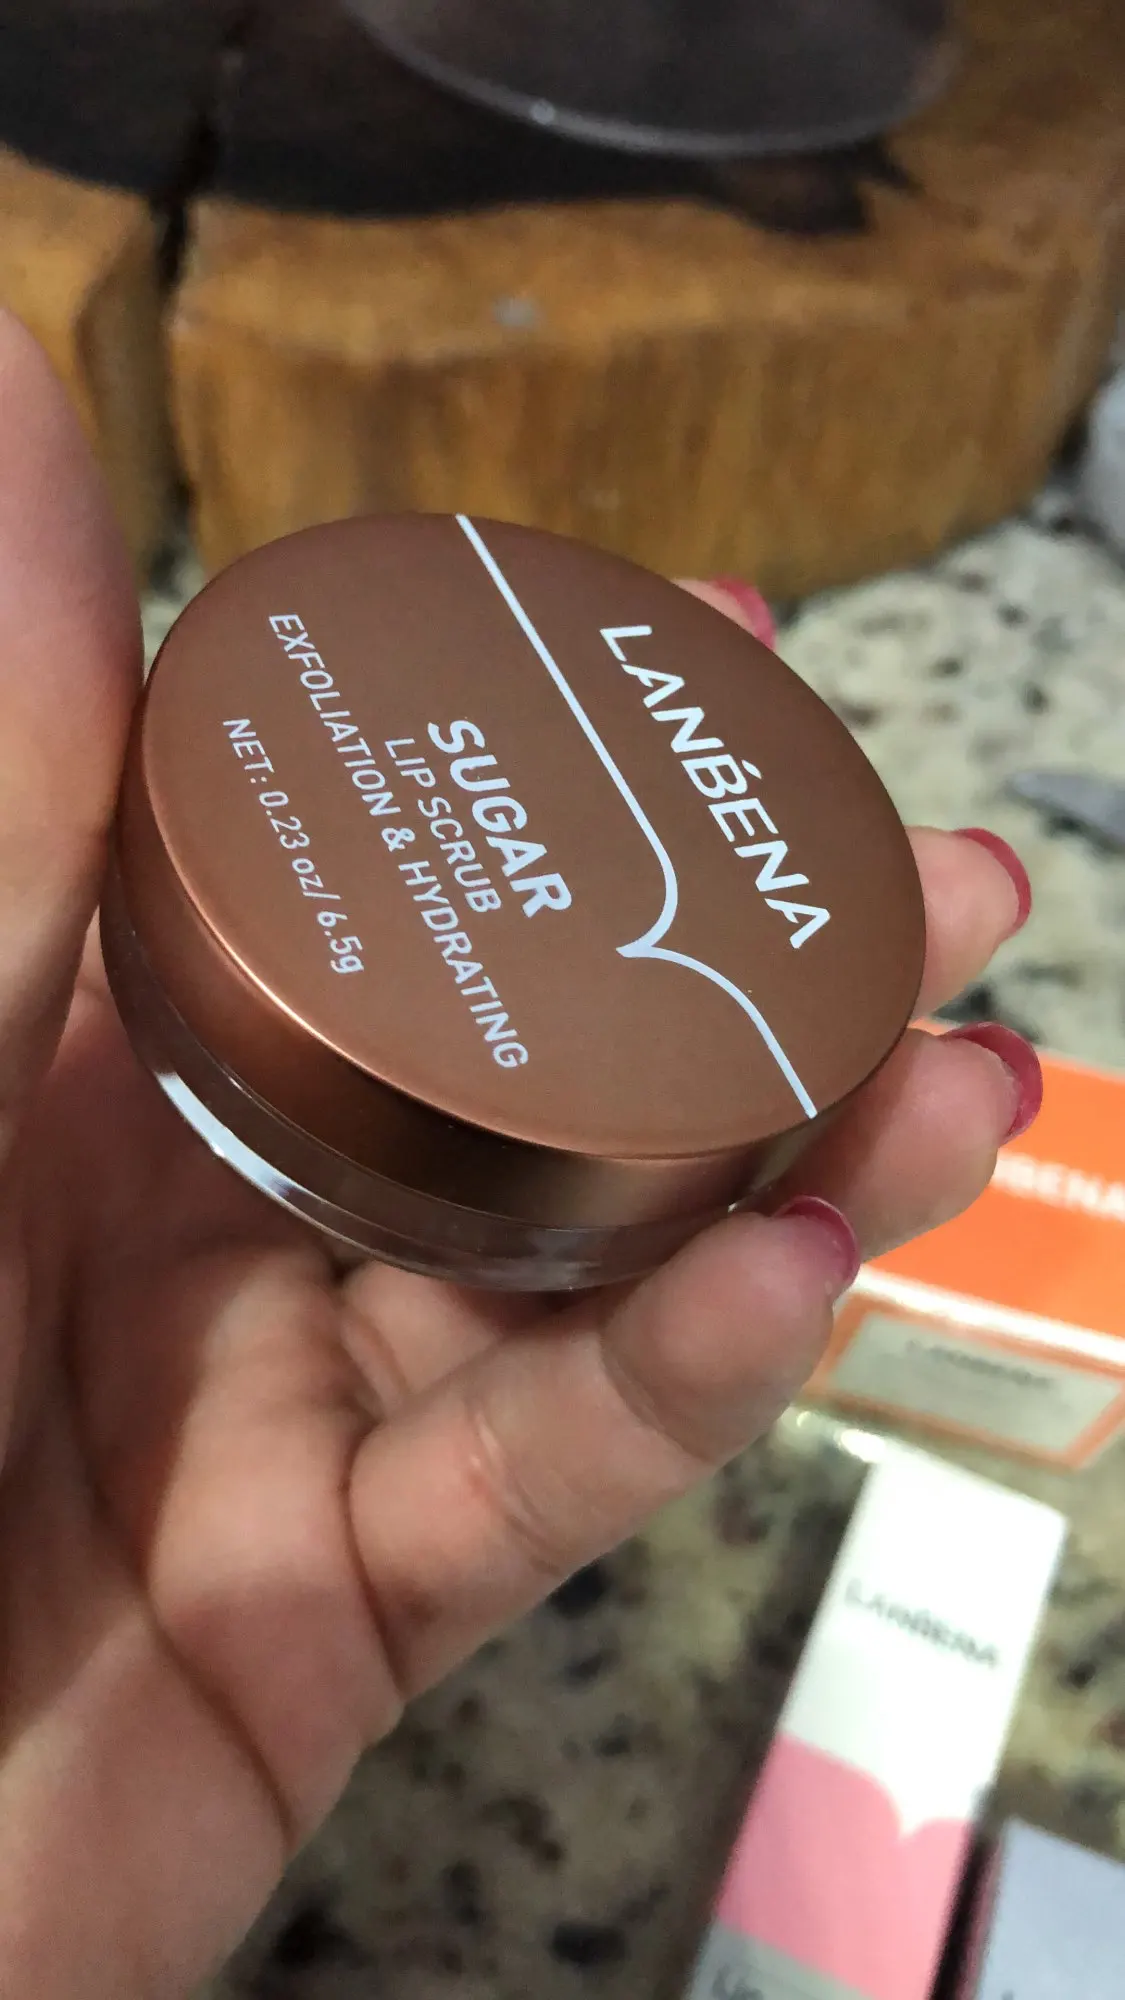 LANBENA
SUGAR
LIP SCRUB
EXFOLIATION & HYDRATING
NET: 0.23 oz/ 6.5g
LANBENA
LANBENA